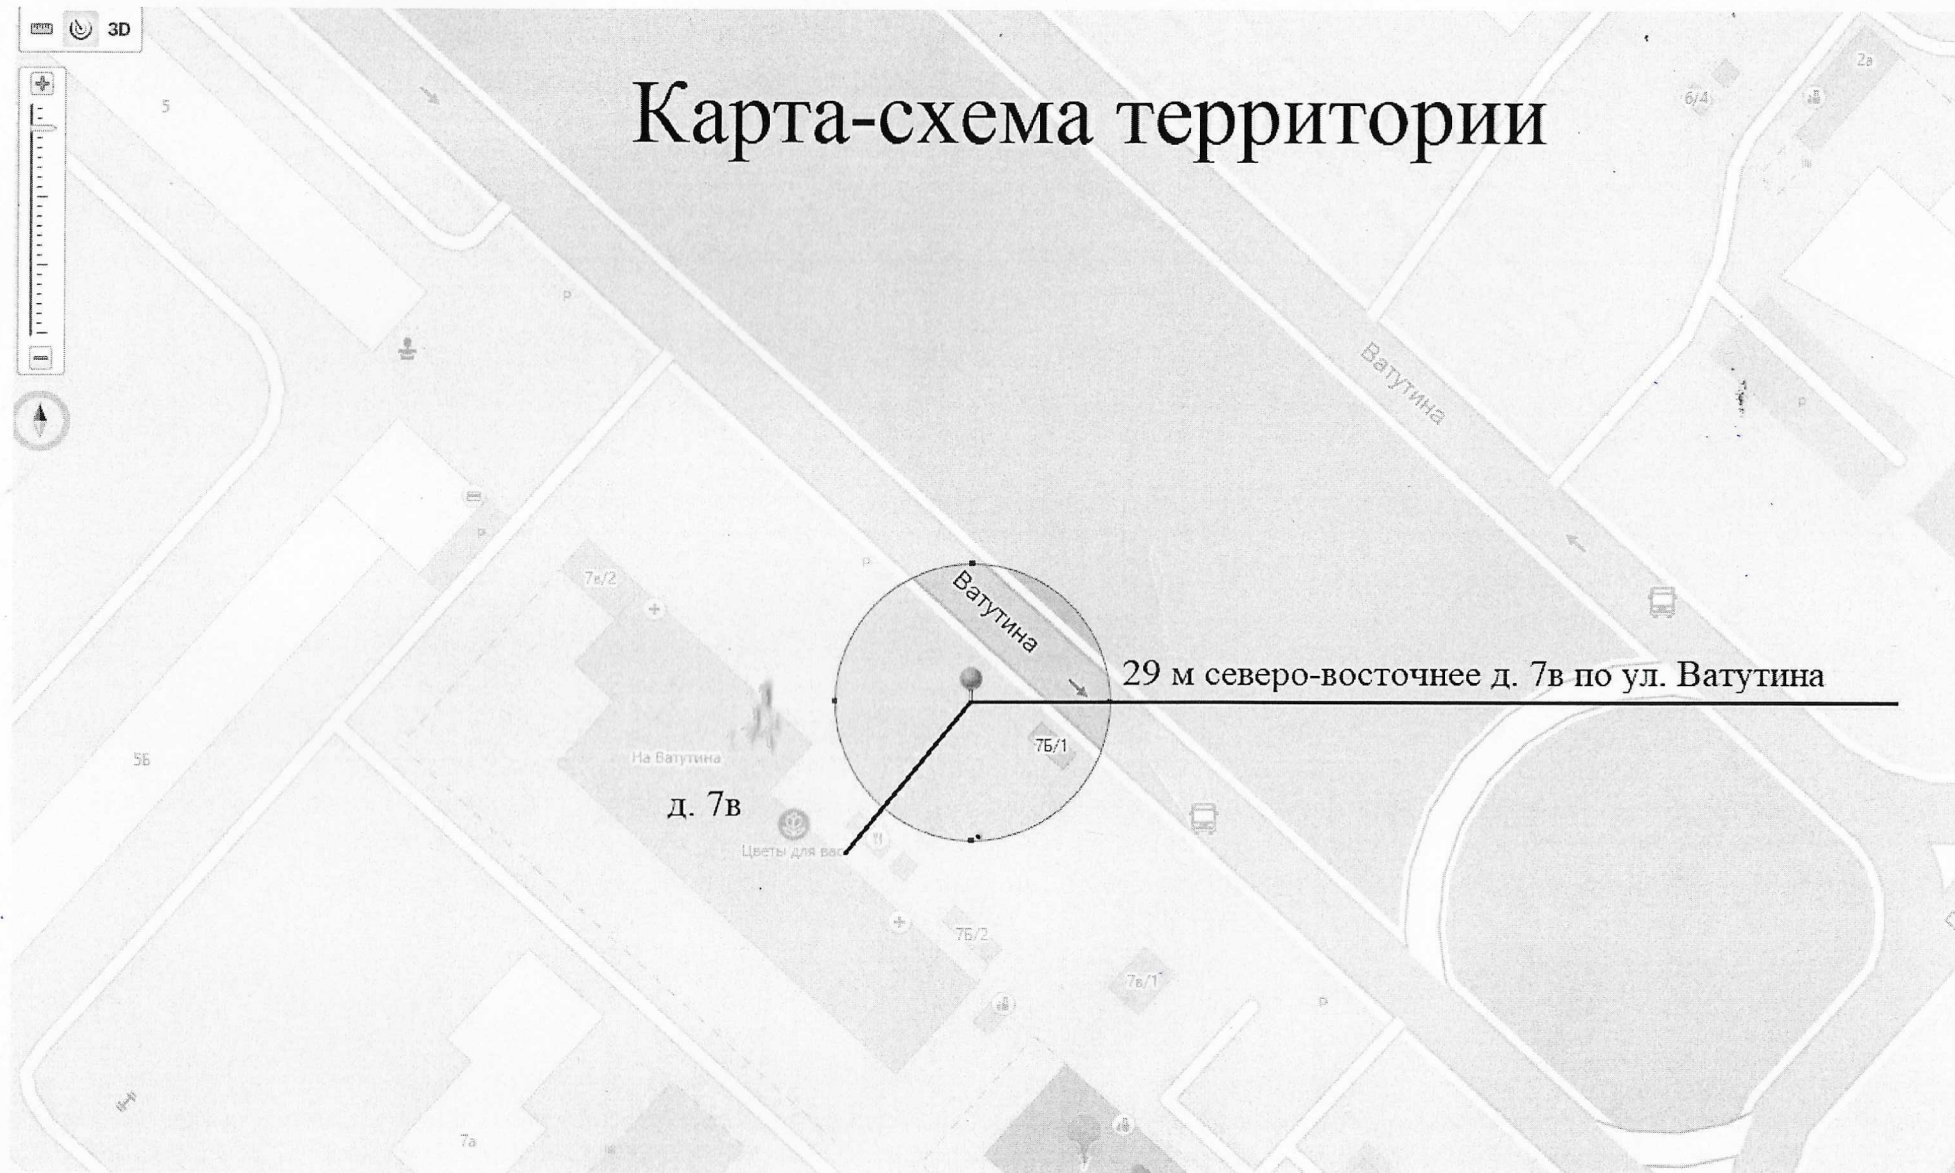 3D
Карта-схема территории
2а
6/4
5
Р
Ватутина
Р
Р
Р
7в/2
Ватутина
29 м северо-восточнее д. 7в по ул. Ватутина
7Б/1
5Б
На Ватутина
д. 7в
Цветы для вас
7Б/2
7в/1
Р
7а